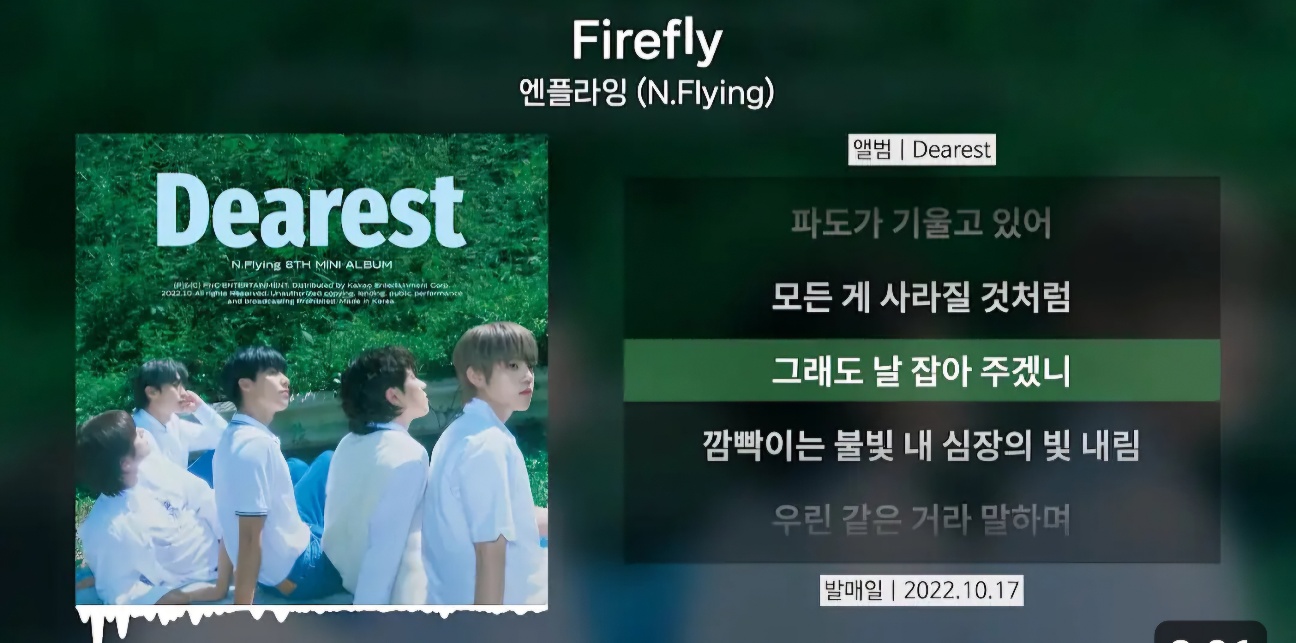 Firefly
엔플라잉 (N.Flying)
앨범 | Dearest
Dearest
N.Flying 8TH MINI ALBUM
(P)&(C) FNC ENTERTAINMENT. Distributed by Kakao Entertainment Corp.
2022.10 All rights Reserved. Unauthorized copying, lending, public performance
and broadcasting Prohibited. Made in Korea
파도가 기울고 있어
모든 게 사라질 것처럼
그래도 날 잡아 주겠니
깜빡이는 불빛 내 심장의 빛 내림
우린 같은 거라 말하며
발매일 | 2022.10.17